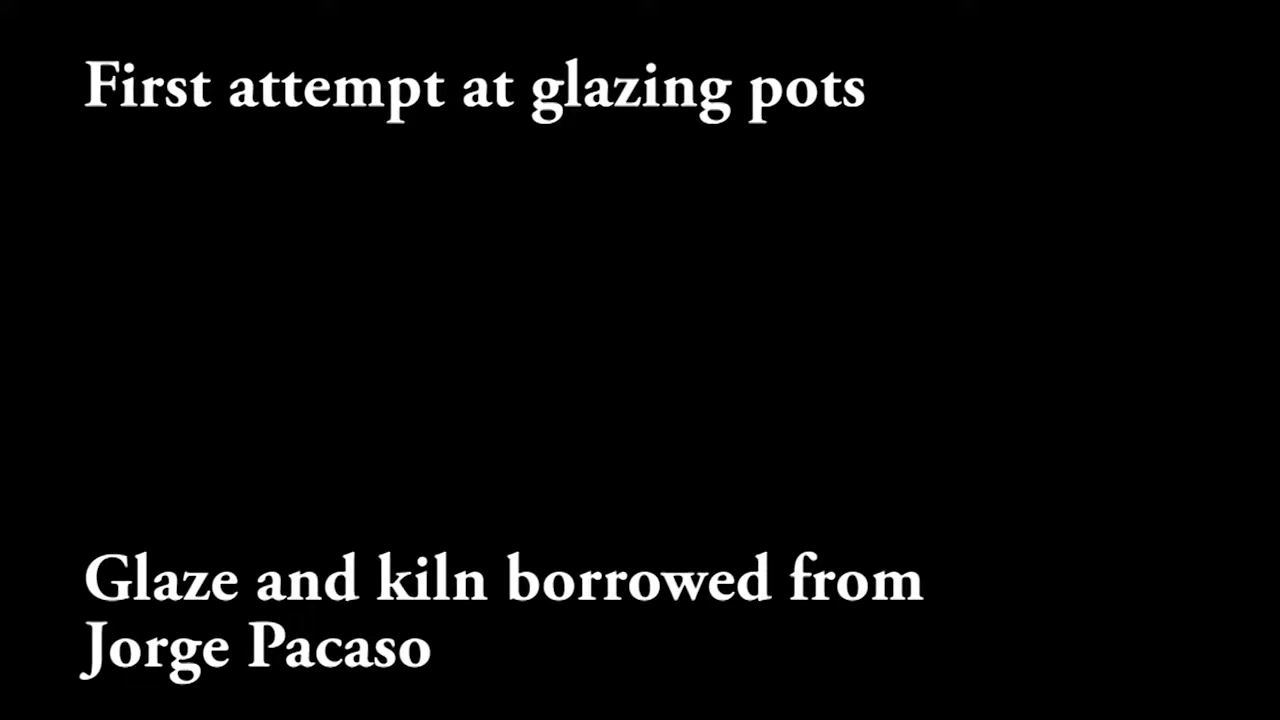 First attempt at glazing pots
Glaze and kiln borrowed from
Jorge Pacaso